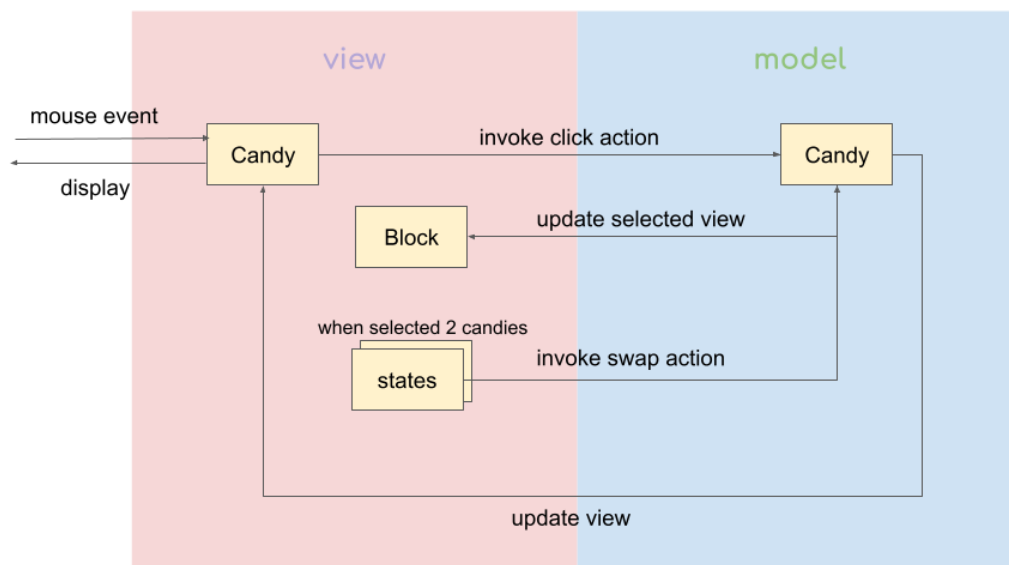 view
model
mouse event
invoke click action
Candy
Candy
display
update selected view
Block
when selected 2 candies
invoke swap action
states
update view